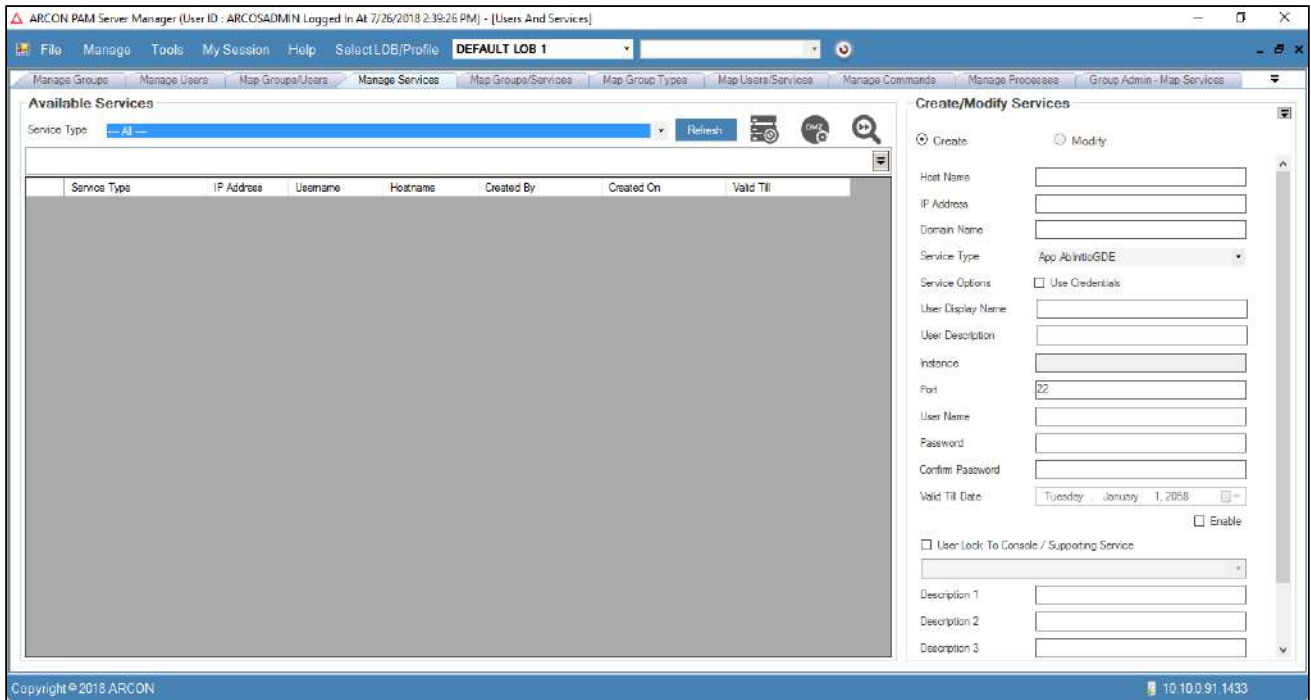 ARCON PAM Server Manager (User ID : ARCOSADMIN Logged In At 7/26/2018 2:39:26 PM) - [Users And Services]
File Manage Tools My Session Help Select LOB/Profile DEFAULT LOB 1
Manage Groups Manage Users Map Groups/Users Manage Services Map Groups/Services Map Group Types Map Users/Services Manage Commands Manage Processes Group Admin - Map Services
Available Services
Service Type --- All --- Refresh DMZ
Service Type IP Address Username Hostname Created By Created On Valid Till
Create/Modify Services
Create Modify
Host Name
IP Address
Domain Name
Service Type App AbInitioGDE
Service Options Use Credentials
User Display Name
User Description
Instance
Port 22
User Name
Password
Confirm Password
Valid Till Date Tuesday , January 1, 2058
Enable
User Lock To Console / Supporting Service
Description 1
Description 2
Description 3
Copyright © 2018 ARCON 10.10.0.91,1433